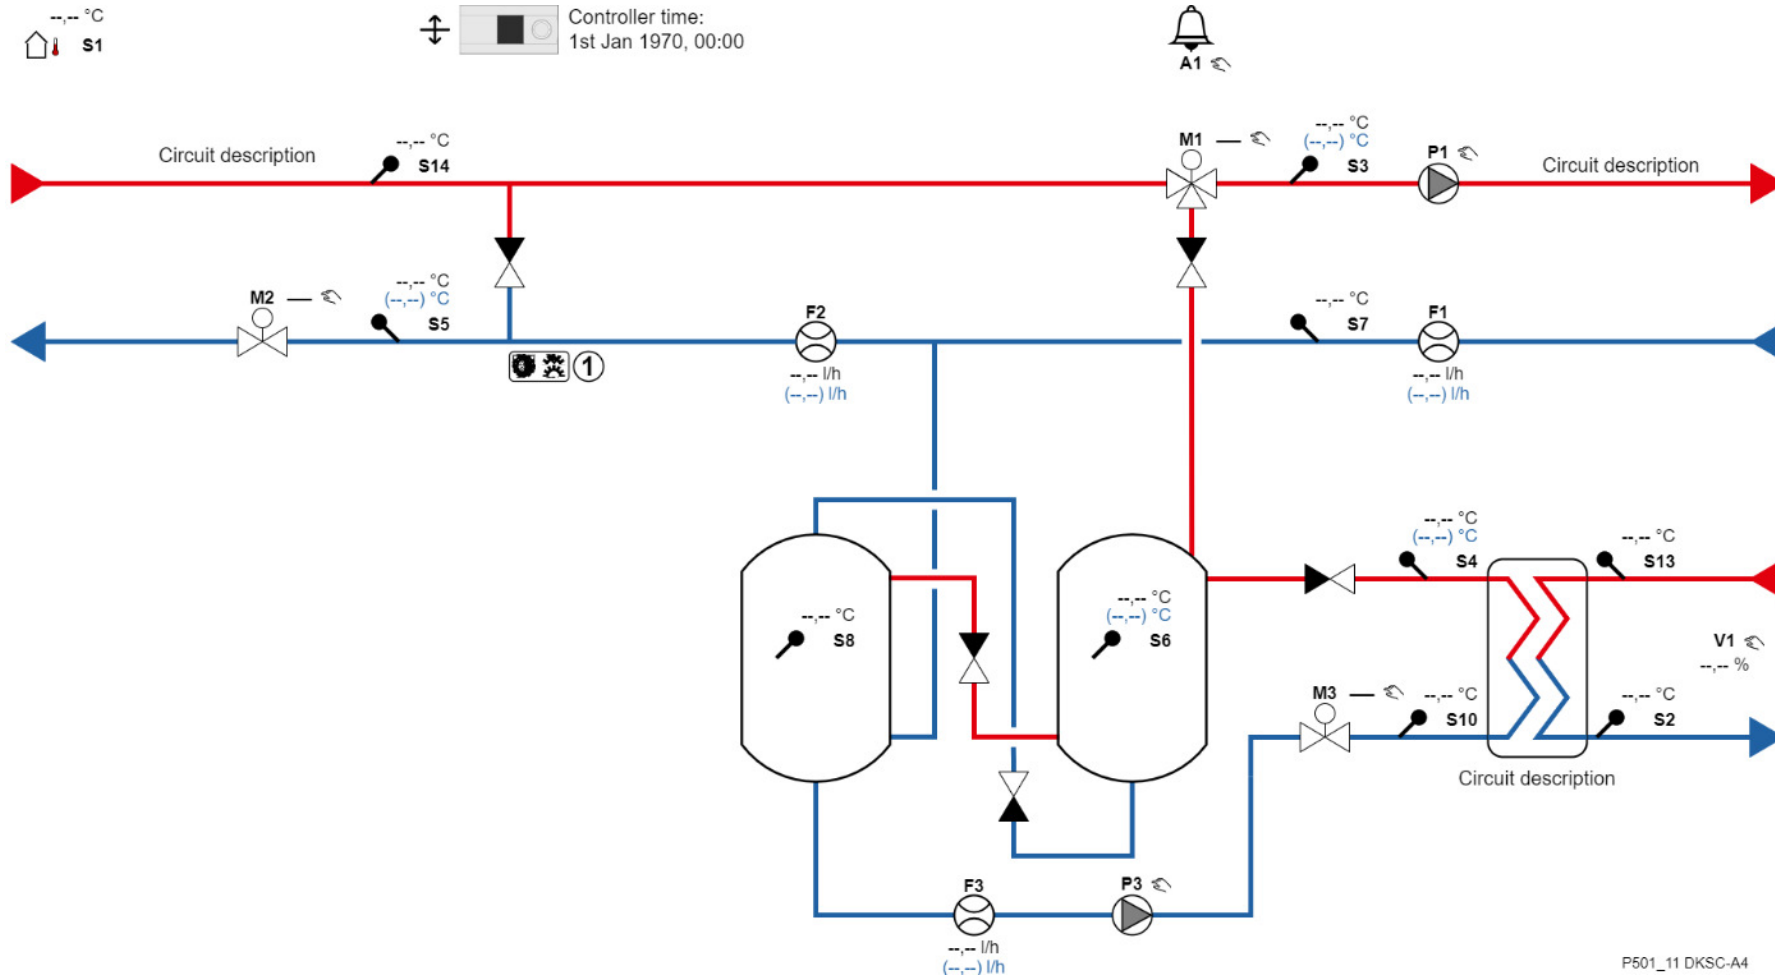 --,-- °C
S1
Controller time:
1st Jan 1970, 00:00
A1
Circuit description
--,-- °C
S14
M1
--,-- °C
(--,--) °C
S3
P1
Circuit description
M2
--,-- °C
(--,--) °C
S5
1
F2
--,-- l/h
(--,--) l/h
--,-- °C
S7
F1
--,-- l/h
(--,--) l/h
--,-- °C
S8
--,-- °C
(--,--) °C
S6
--,-- °C
(--,--) °C
S4
--,-- °C
S13
V1
--,-- %
M3
--,-- °C
S10
--,-- °C
S2
Circuit description
F3
--,-- l/h
(--,--) l/h
P3
P501_11 DKSC-A4